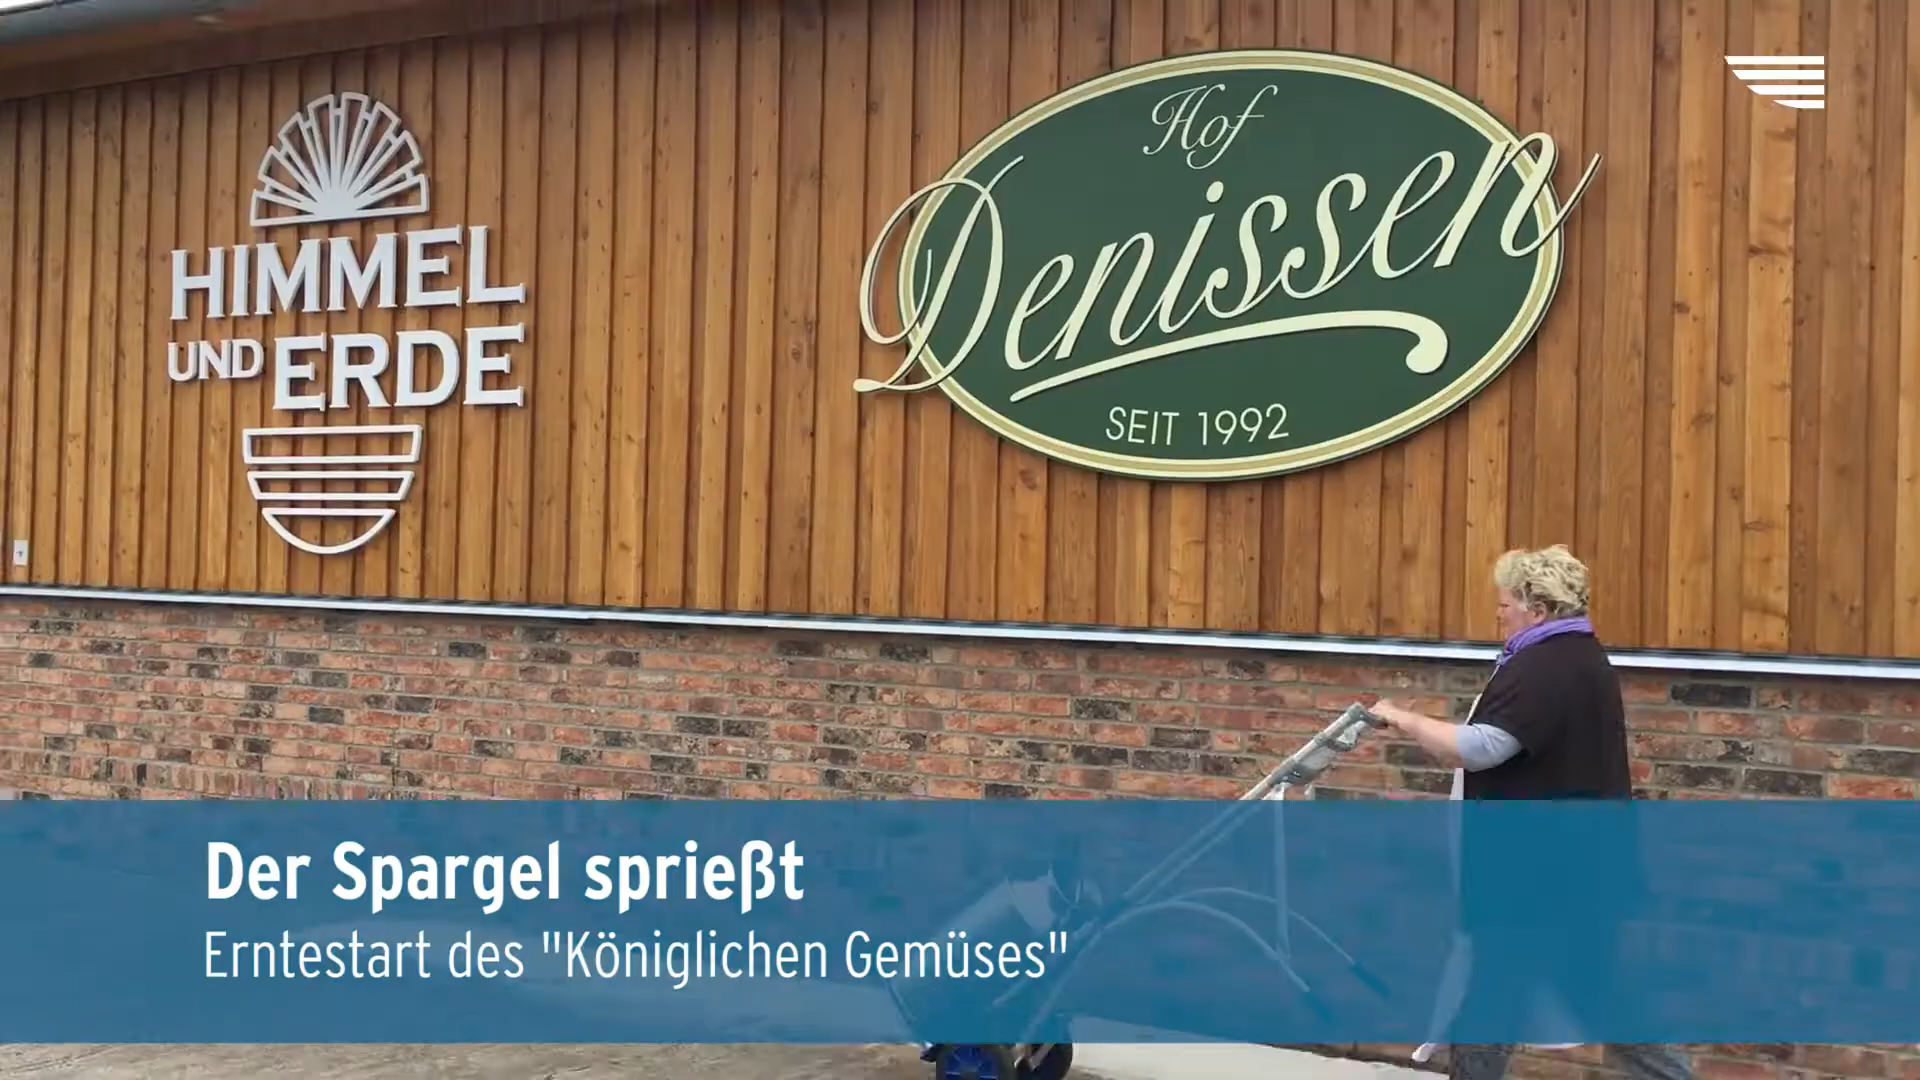 HIMMEL
UND ERDE
Hof
Denissen
SEIT 1992
Der Spargel sprießt
Erntestart des "Königlichen Gemüses"